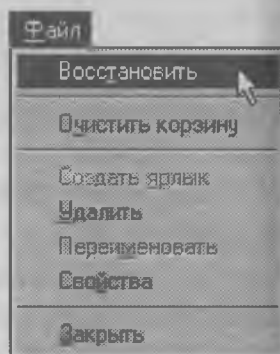 Файл
Восстановить
Очистить корзину
Создать ярлык
Удалить
Переименовать
Свойства
Закрыть